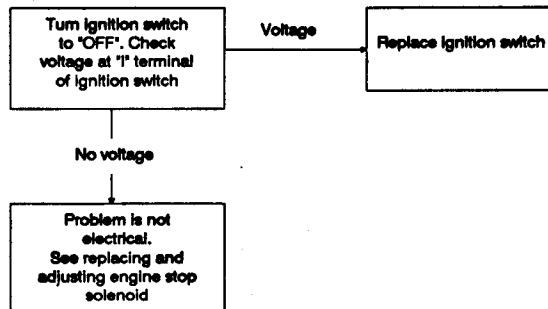 Turn ignition switch
to "OFF". Check
voltage at "I" terminal
of ignition switch
Voltage
Replace ignition switch
No voltage
Problem is not
electrical.
See replacing and
adjusting engine stop
solenoid